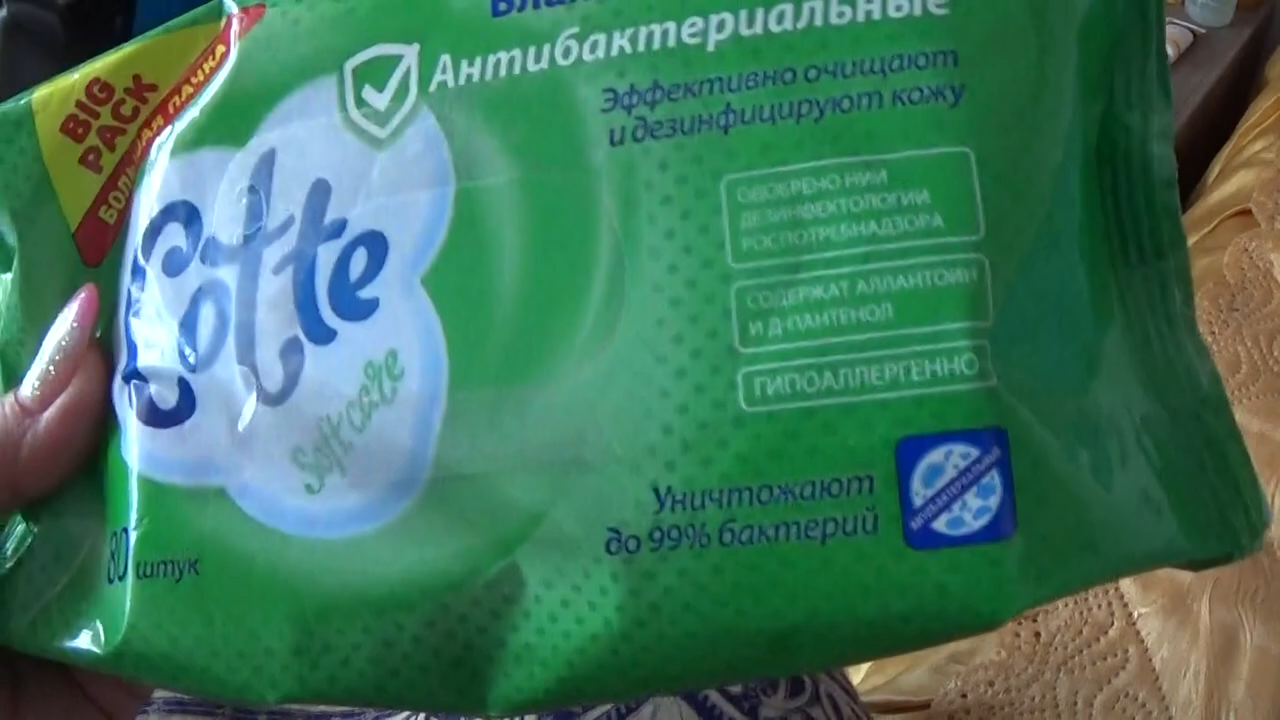 BIG
PACK
БОЛЬШАЯ ПАЧКА
Антибактериальные
Эффективно очищают
и дезинфицируют кожу
Cotte
Soft care
ОДОБРЕНО НИИ
ДЕЗИНФЕКТОЛОГИИ
РОСПОТРЕБНАДЗОРА
СОДЕРЖАТ АЛЛАНТОИН
И Д-ПАНТЕНОЛ
ГИПОАЛЛЕРГЕННО
Уничтожают
до 99% бактерий
АНТИБАКТЕРИАЛЬНЫЕ
80 штук